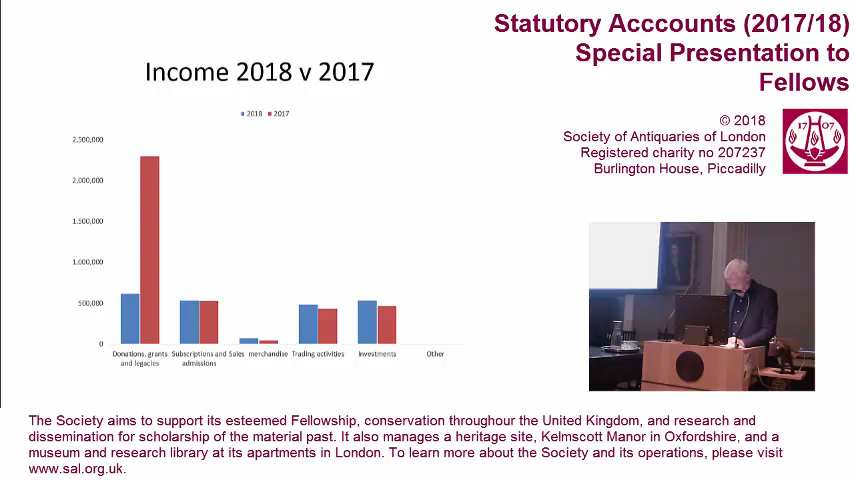 Statutory Acccounts (2017/18)
Special Presentation to
Fellows
Income 2018 v 2017
© 2018
Society of Antiquaries of London
Registered charity no 207237
Burlington House, Piccadilly
17 07
2018 2017
2,500,000
2,000,000
1,500,000
1,000,000
500,000
0
Donations, grants and legacies
Subscriptions and admissions
Sales merchandise
Trading activities
Investments
Other
The Society aims to support its esteemed Fellowship, conservation throughour the United Kingdom, and research and
dissemination for scholarship of the material past. It also manages a heritage site, Kelmscott Manor in Oxfordshire, and a
museum and research library at its apartments in London. To learn more about the Society and its operations, please visit
www.sal.org.uk.